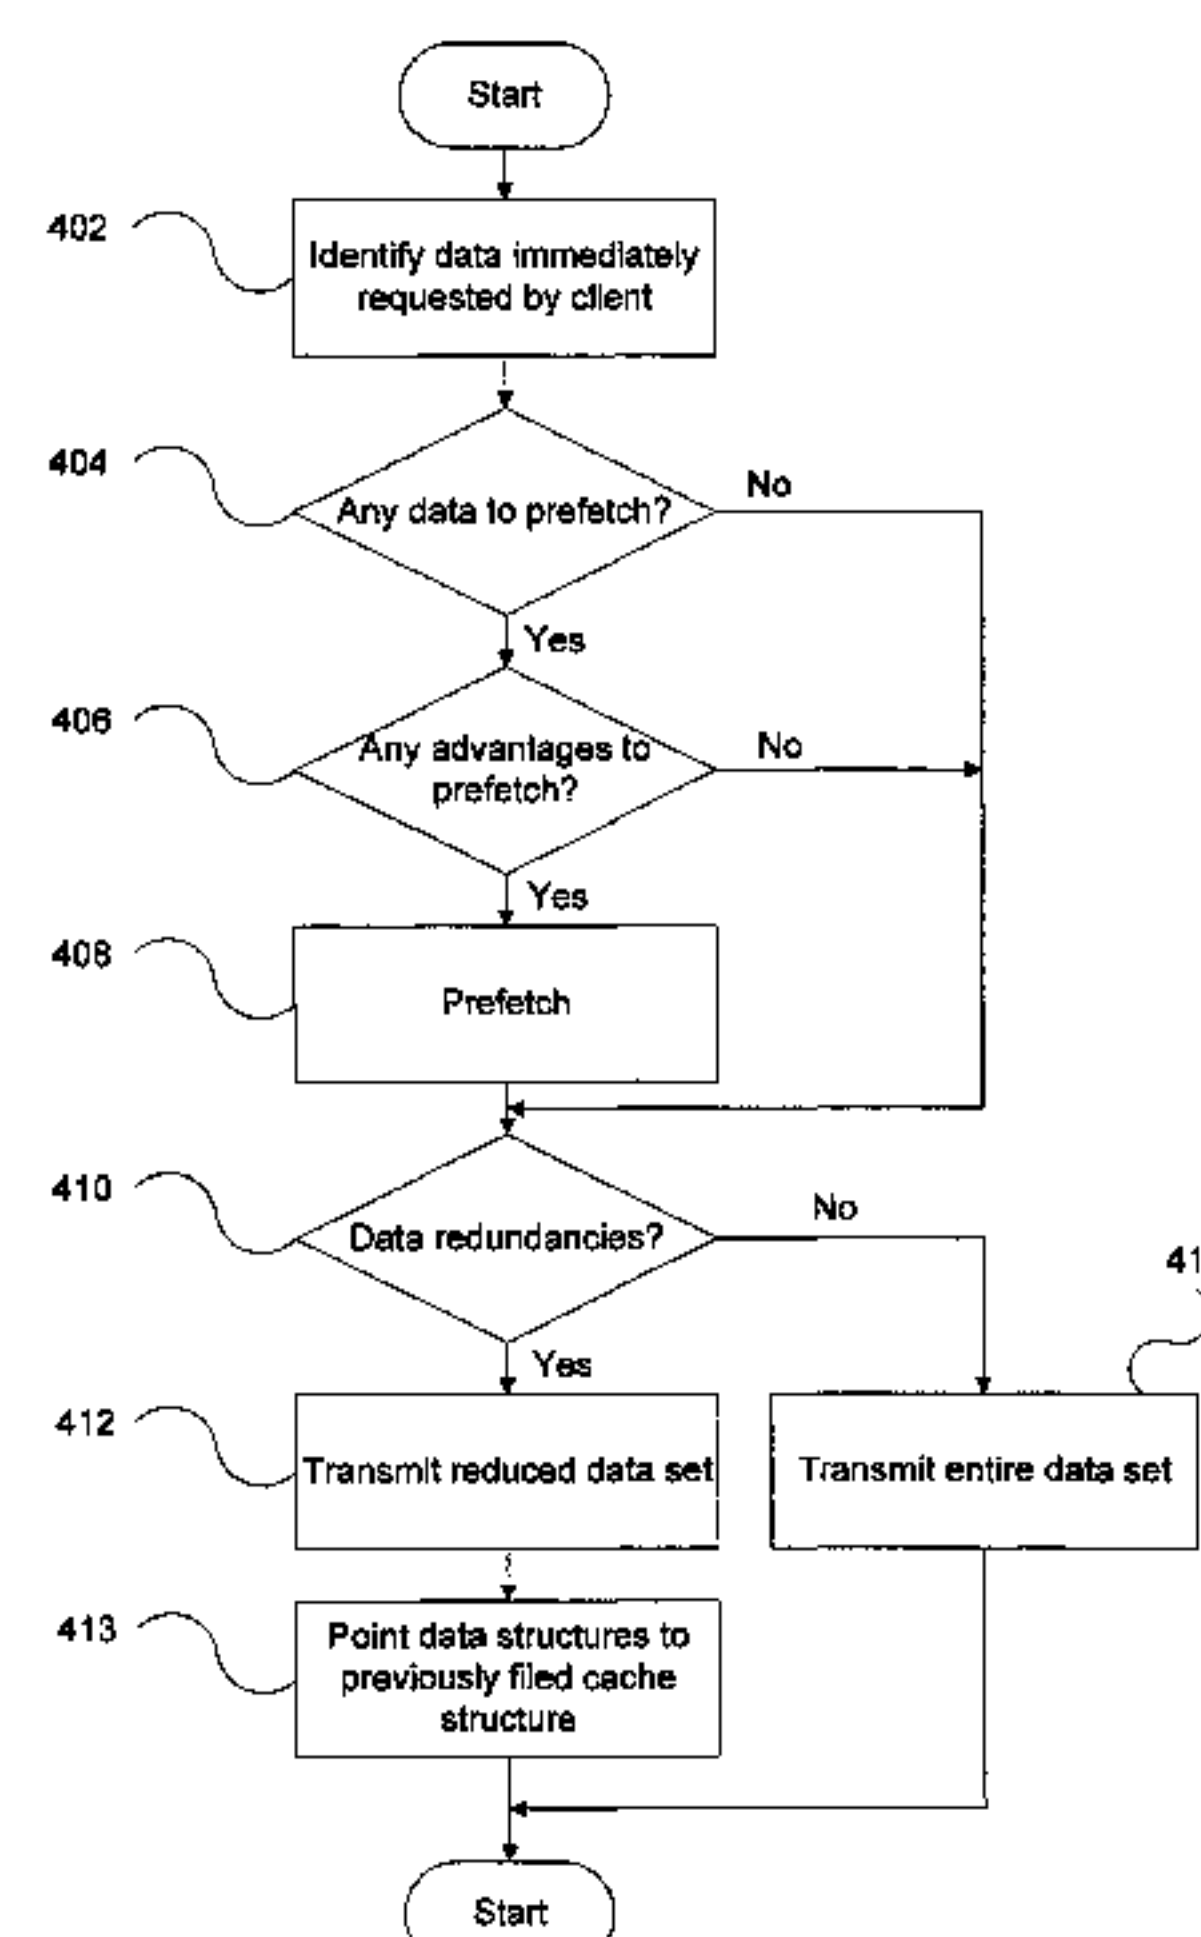 Start
402
Identify data immediately
requested by client
404
Any data to prefetch?
No
Yes
406
Any advantages to
prefetch?
No
Yes
408
Prefetch
410
Data redundancies?
No
Yes
41
412
Transmit reduced data set
Transmit entire data set
413
Point data structures to
previously filed cache
structure
Start